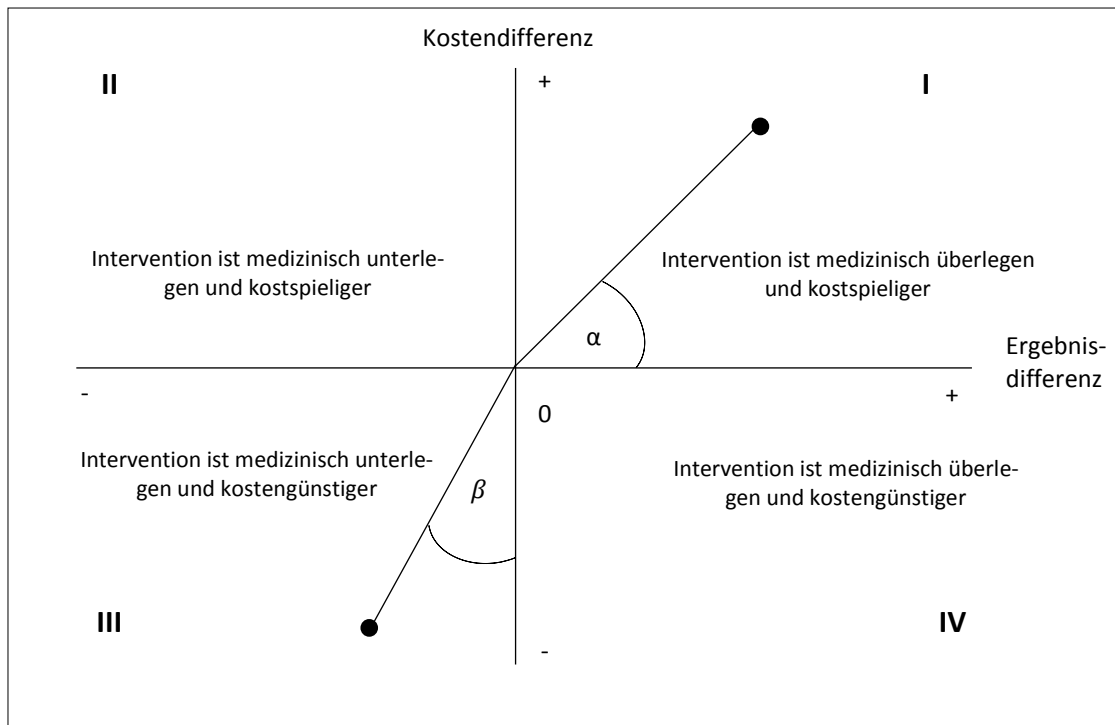 Kostendifferenz
II
+
I
Intervention ist medizinisch unterle-
gen und kostspieliger
Intervention ist medizinisch überlegen
und kostspieliger
α
Ergebnis-
differenz
-
+
0
Intervention ist medizinisch unterle-
gen und kostengünstiger
Intervention ist medizinisch überle-
gen und kostengünstiger
β
III
IV
-